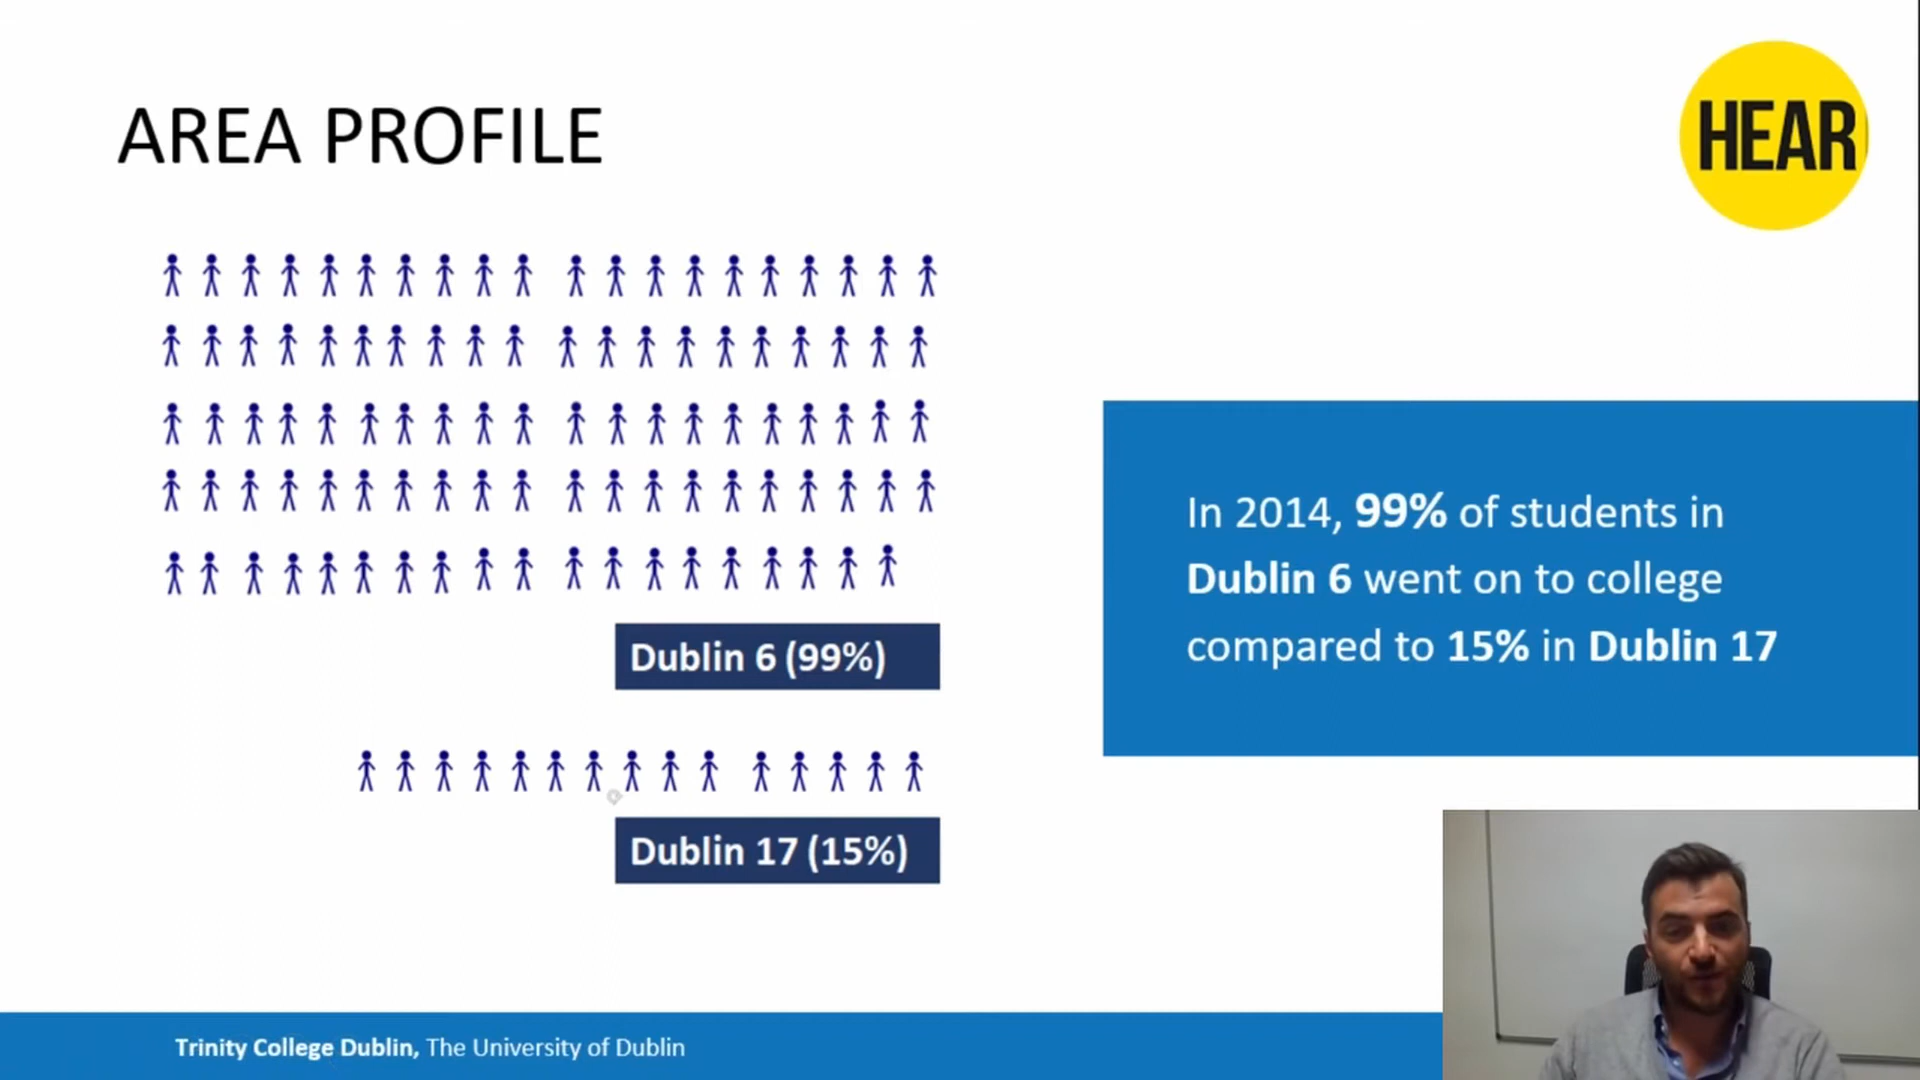 AREA PROFILE
HEAR
Dublin 6 (99%)
Dublin 17 (15%)
In 2014, 99% of students in
Dublin 6 went on to college
compared to 15% in Dublin 17
Trinity College Dublin, The University of Dublin